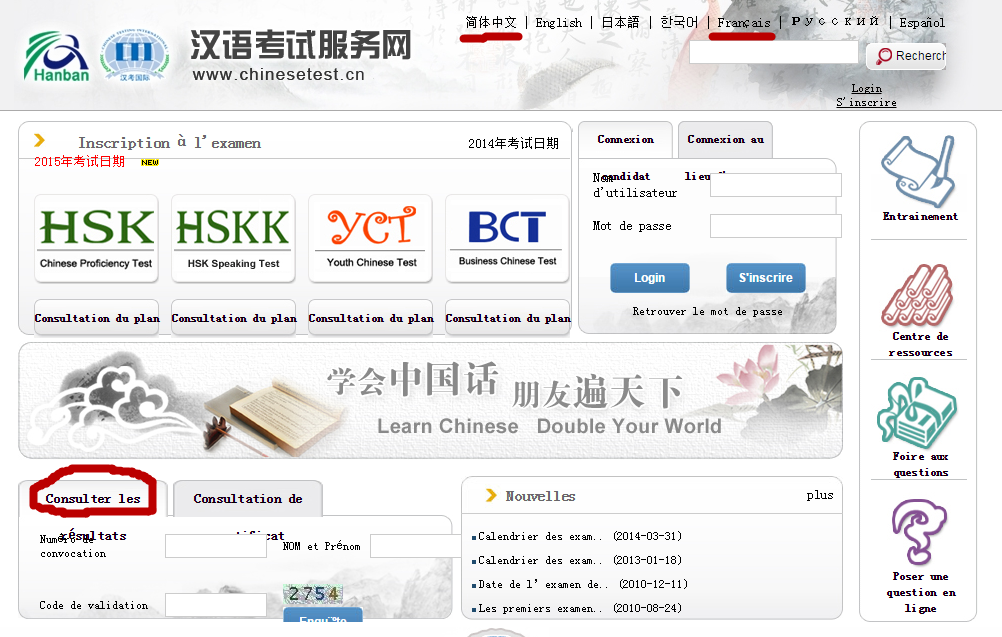 简体中文 | English | 日本語 | 한국어 | Français | Русский | Español
Hanban
汉考国际
汉语考试服务网
www.chinesetest.cn
Recherch
Login
S'inscrire
Inscription à l'examen
2014年考试日期
2015年考试日期 NEW
HSK
Chinese Proficiency Test
HSKK
HSK Speaking Test
YCT
Youth Chinese Test
BCT
Business Chinese Test
Consultation du plan
Consultation du plan
Consultation du plan
Consultation du plan
Connexion
candidat
Connexion au
lieu
Nom
d'utilisateur
Mot de passe
Login
S'inscrire
Retrouver le mot de passe
Entrainement
Centre de
ressources
Foire aux
questions
Poser une
question en
ligne
学会中国话 朋友遍天下
Learn Chinese Double Your World
Consulter les
résultats
Consultation de
Numéro de
convocation
NOM et Prénom
Code de validation
2754
Enquête
Nouvelles
plus
Calendrier des exam.. (2014-03-31)
Calendrier des exam.. (2013-01-18)
Date de l'examen de.. (2010-12-11)
Les premiers examen.. (2010-08-24)